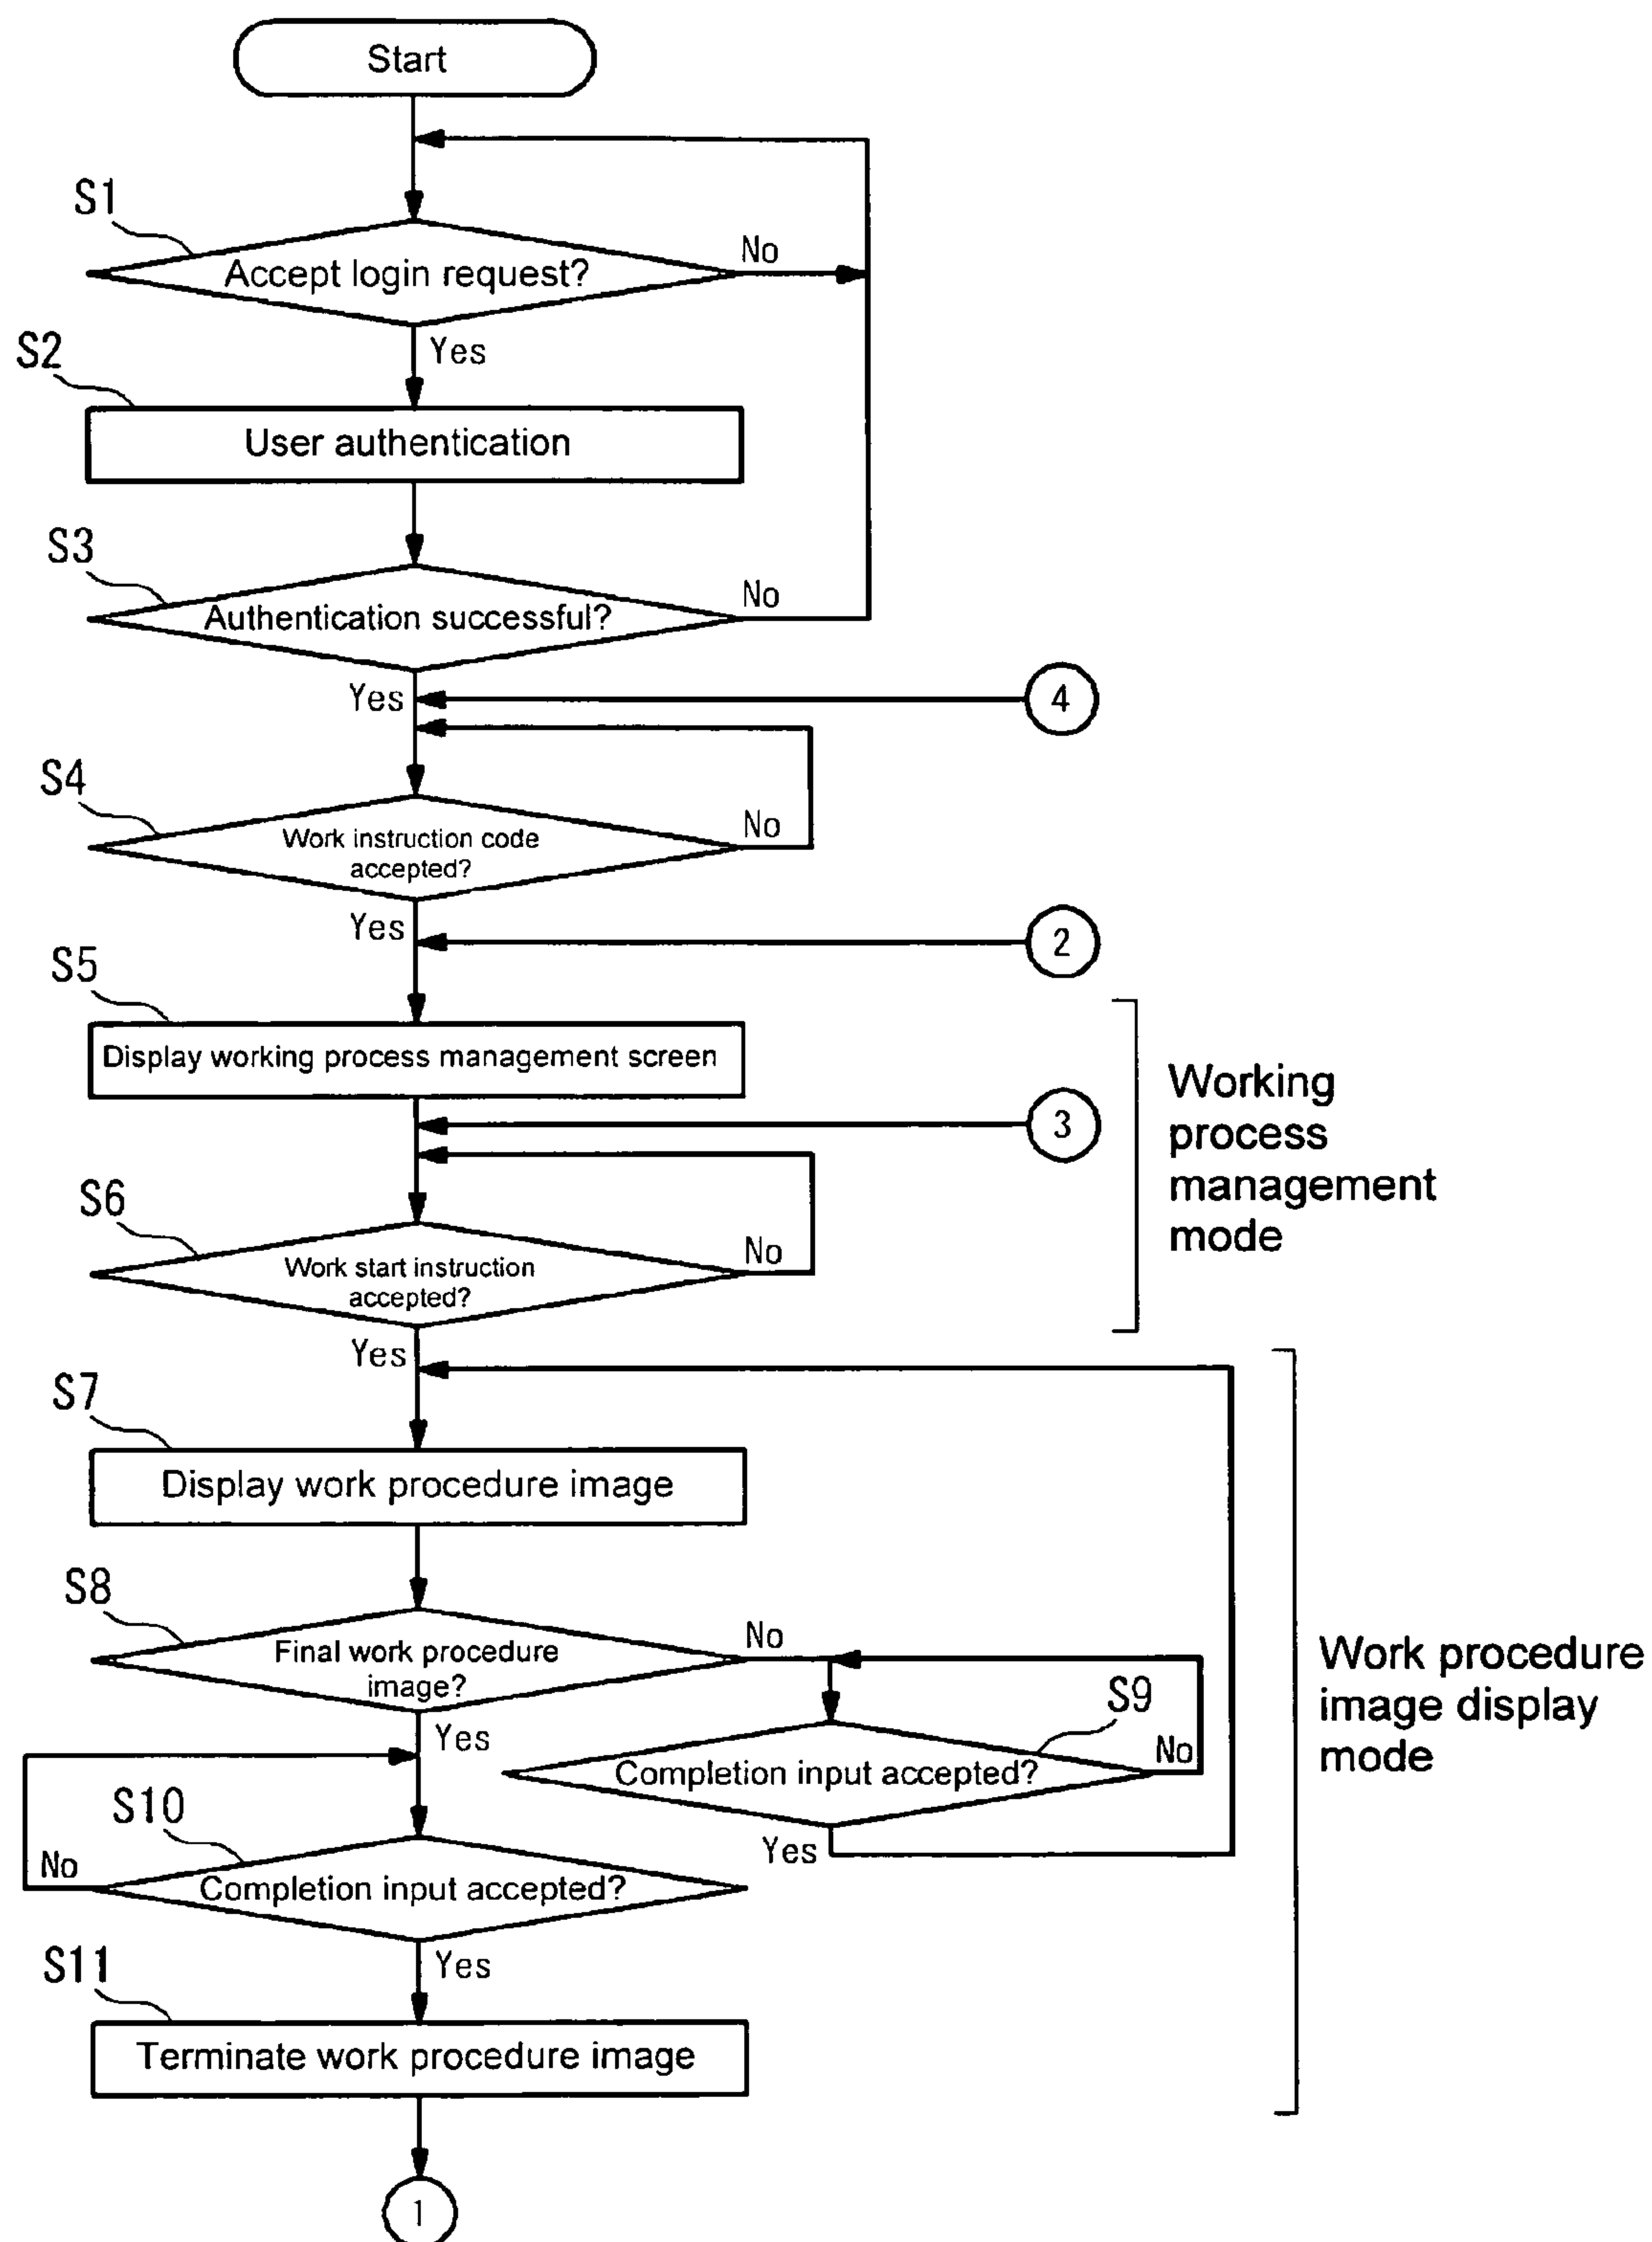 Start
S1
Accept login request?
No
Yes
S2
User authentication
S3
Authentication successful?
No
Yes
4
S4
Work instruction code
accepted?
No
Yes
2
S5
Display working process management screen
3
Working
process
management
mode
S6
Work start instruction
accepted?
No
Yes
S7
Display work procedure image
S8
Final work procedure
image?
No
Yes
S9
Completion input accepted?
No
Yes
Work procedure
image display
mode
S10
Completion input accepted?
No
Yes
S11
Terminate work procedure image
1